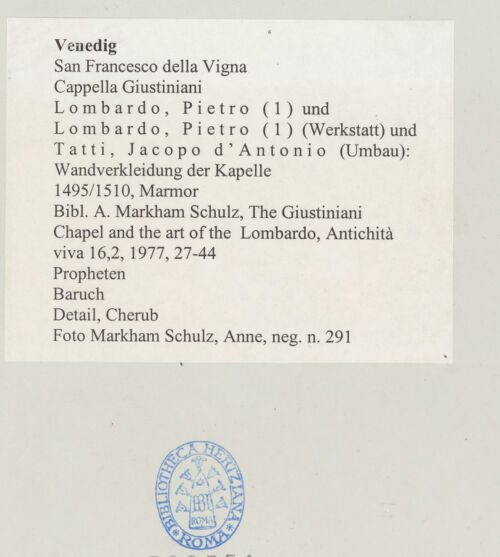 Venedig
San Francesco della Vigna
Cappella Giustiniani
Lombardo, Pietro (1) und
Lombardo, Pietro (1) (Werkstatt) und
Tatti, Jacopo d'Antonio (Umbau):
Wandverkleidung der Kapelle
1495/1510, Marmor
Bibl. A. Markham Schulz, The Giustiniani
Chapel and the art of the Lombardo, Antichità
viva 16,2, 1977, 27-44
Propheten
Baruch
Detail, Cherub
Foto Markham Schulz, Anne, neg. n. 291
BIBLIOTHECA HERTZIANA
ROMA
*ROMA*